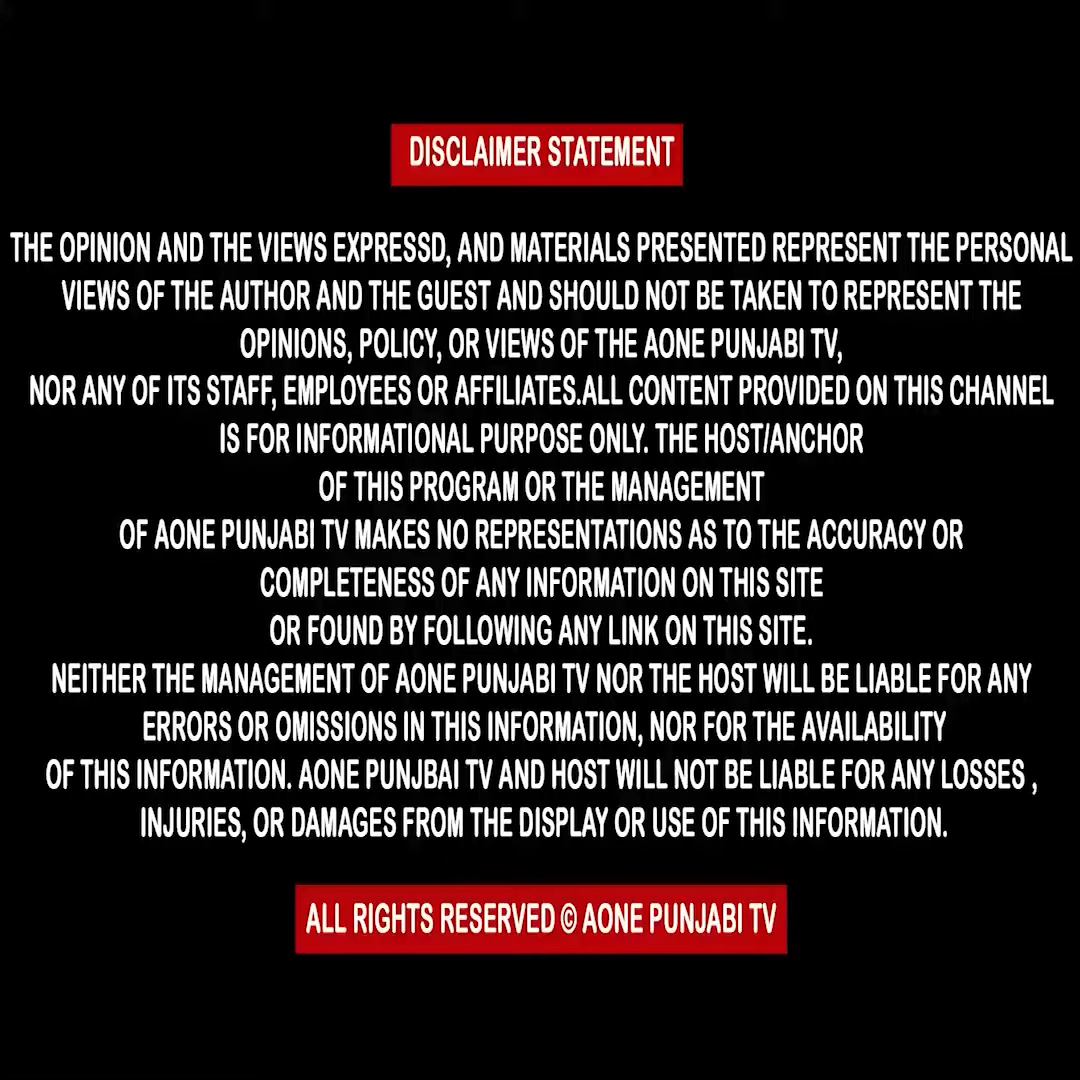 DISCLAIMER STATEMENT
THE OPINION AND THE VIEWS EXPRESSD, AND MATERIALS PRESENTED REPRESENT THE PERSONAL
VIEWS OF THE AUTHOR AND THE GUEST AND SHOULD NOT BE TAKEN TO REPRESENT THE
OPINIONS, POLICY, OR VIEWS OF THE AONE PUNJABI TV,
NOR ANY OF ITS STAFF, EMPLOYEES OR AFFILIATES.ALL CONTENT PROVIDED ON THIS CHANNEL
IS FOR INFORMATIONAL PURPOSE ONLY. THE HOST/ANCHOR
OF THIS PROGRAM OR THE MANAGEMENT
OF AONE PUNJABI TV MAKES NO REPRESENTATIONS AS TO THE ACCURACY OR
COMPLETENESS OF ANY INFORMATION ON THIS SITE
OR FOUND BY FOLLOWING ANY LINK ON THIS SITE.
NEITHER THE MANAGEMENT OF AONE PUNJABI TV NOR THE HOST WILL BE LIABLE FOR ANY
ERRORS OR OMISSIONS IN THIS INFORMATION, NOR FOR THE AVAILABILITY
OF THIS INFORMATION. AONE PUNJBAI TV AND HOST WILL NOT BE LIABLE FOR ANY LOSSES ,
INJURIES, OR DAMAGES FROM THE DISPLAY OR USE OF THIS INFORMATION.
ALL RIGHTS RESERVED © AONE PUNJABI TV